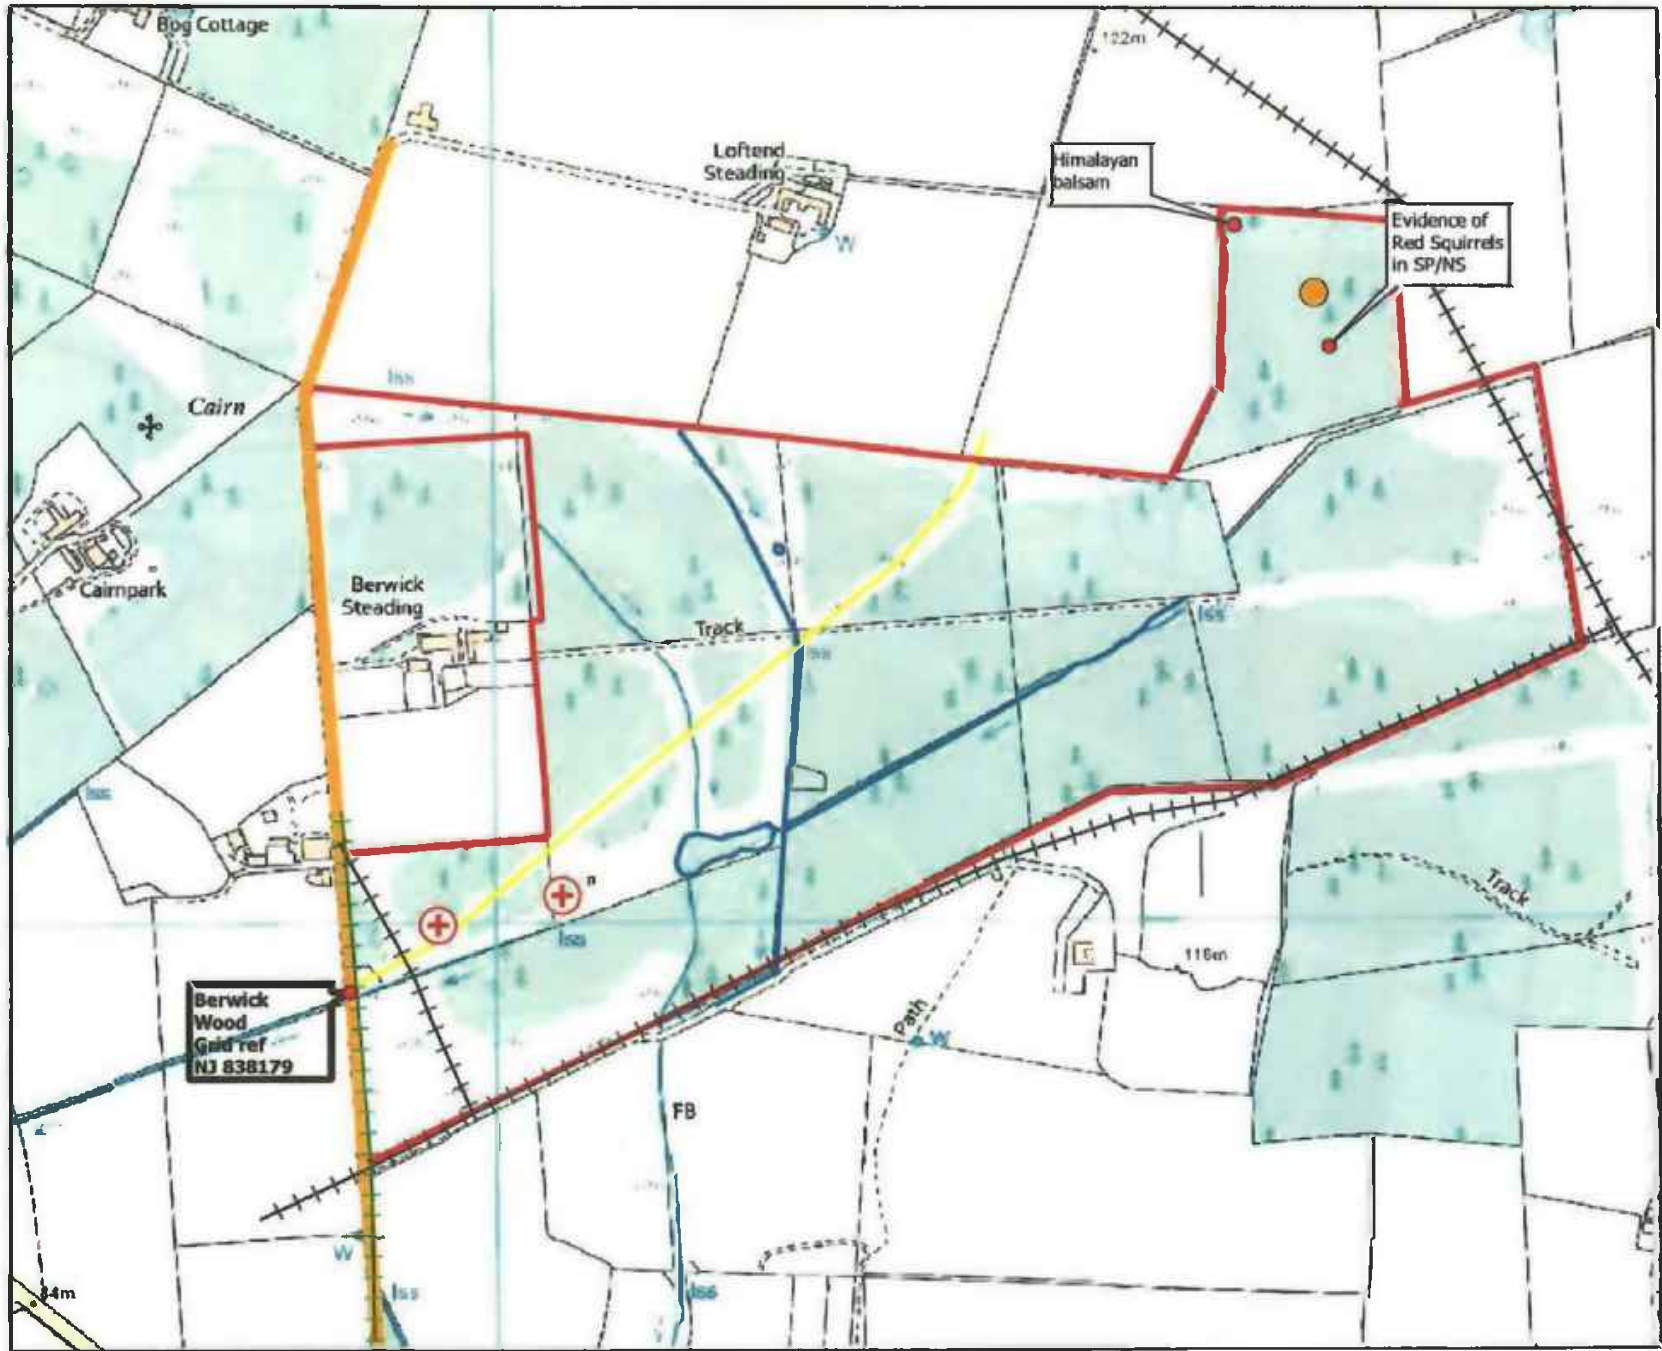 Bog Cottage
122m
Loftend
Steading
W
Himalayan
balsam
Evidence of
Red Squirrels
in SP/NS
Iss
Cairn
Cairnpark
Berwick
Steading
Track
Iss
Iss
Iss
Iss
Track
116m
Berwick
Wood
Grid ref
NJ 838179
Path
W
FB
W
84m
Iss
Iss